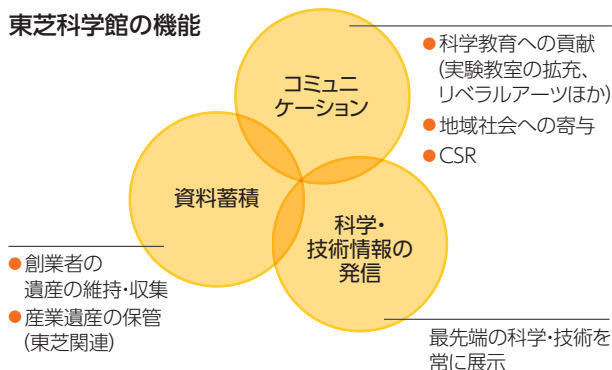 東芝科学館の機能
コミュニ
ケーション
●科学教育への貢献
(実験教室の拡充、
リベラルアーツほか)
●地域社会への寄与
●CSR
資料蓄積
科学・
技術情報の
発信
●創業者の
遺産の維持・収集
●産業遺産の保管
(東芝関連)
最先端の科学・技術を
常に展示